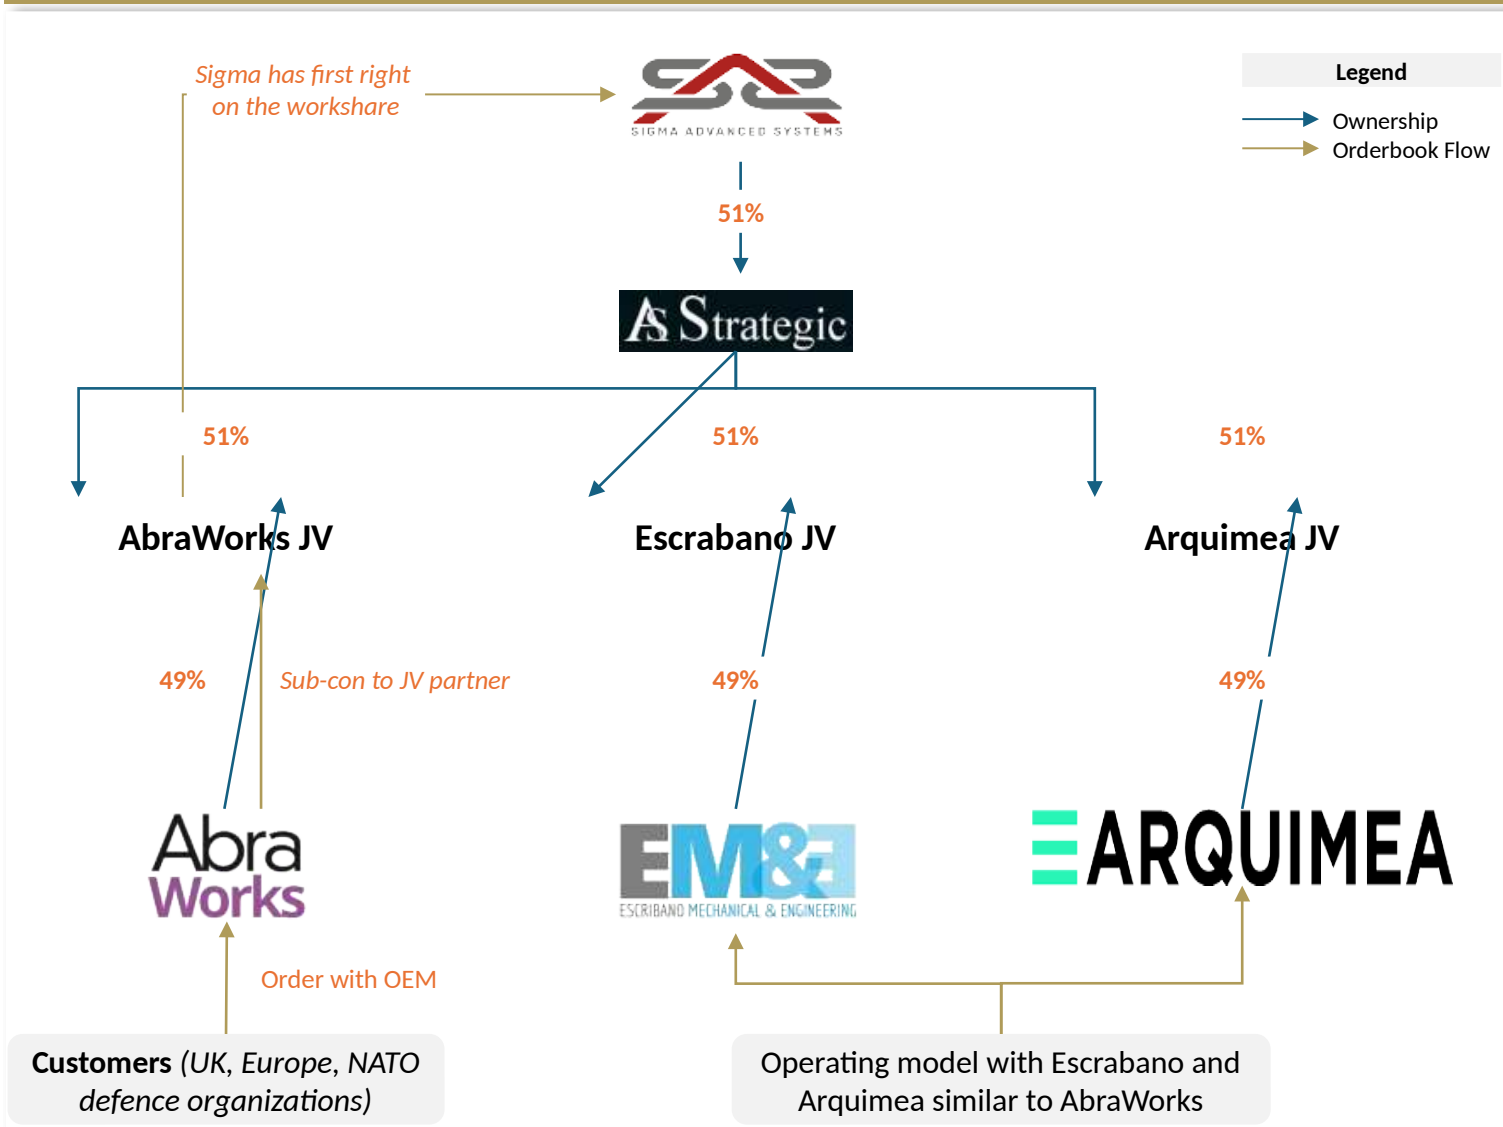 Sigma has first right
on the workshare
SIGMA ADVANCED SYSTEMS
Legend
Ownership
Orderbook Flow
51%
AS Strategic
51%
51%
51%
AbraWorks JV
Escrabano JV
Arquimea JV
49%
Sub-con to JV partner
49%
49%
Abra
Works
EM&E
ESCRIBANO MECHANICAL & ENGINEERING
ARQUIMEA
Order with OEM
Customers (UK, Europe, NATO
defence organizations)
Operating model with Escrabano and
Arquimea similar to AbraWorks